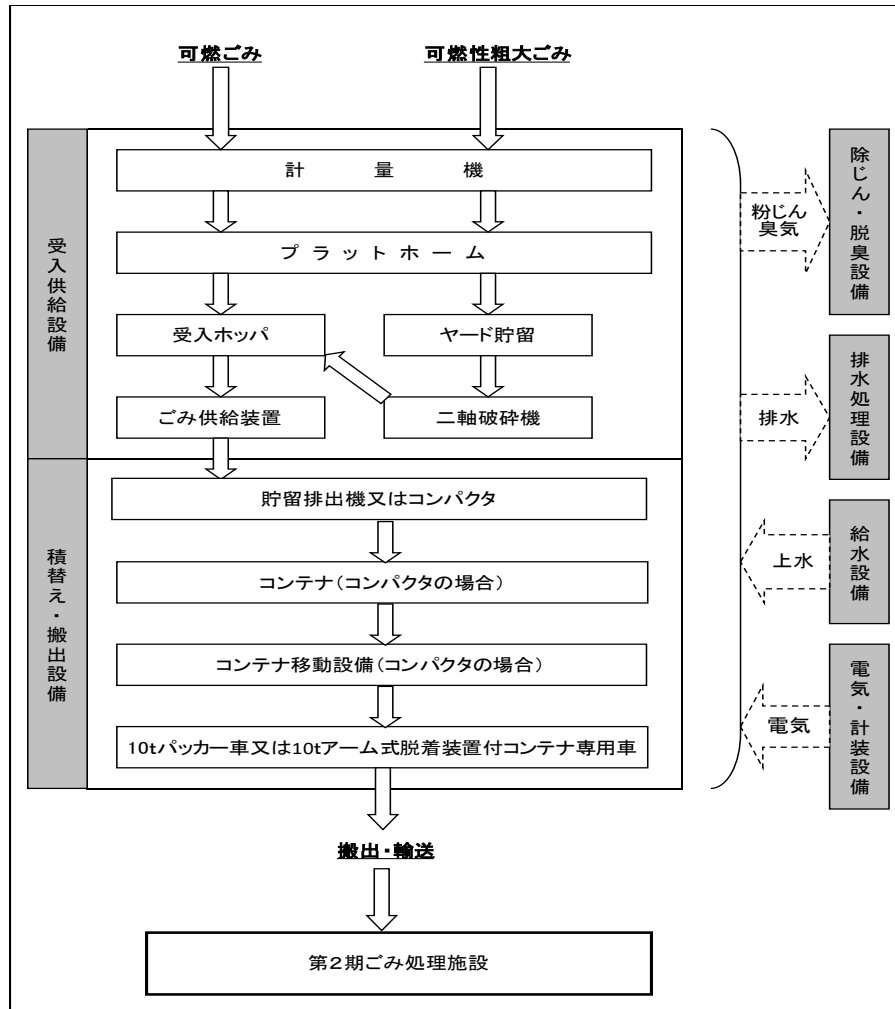 可燃ごみ
可燃性粗大ごみ
受入供給設備
計量機
プラットホーム
受入ホッパ
ヤード貯留
ごみ供給装置
二軸破砕機
積替え・搬出設備
貯留排出機又はコンパクタ
コンテナ(コンパクタの場合)
コンテナ移動設備(コンパクタの場合)
10tパッカー車又は10tアーム式脱着装置付コンテナ専用車
搬出・輸送
第2期ごみ処理施設
粉じん
臭気
除じん・脱臭設備
排水
排水処理設備
上水
給水設備
電気
電気・計装設備